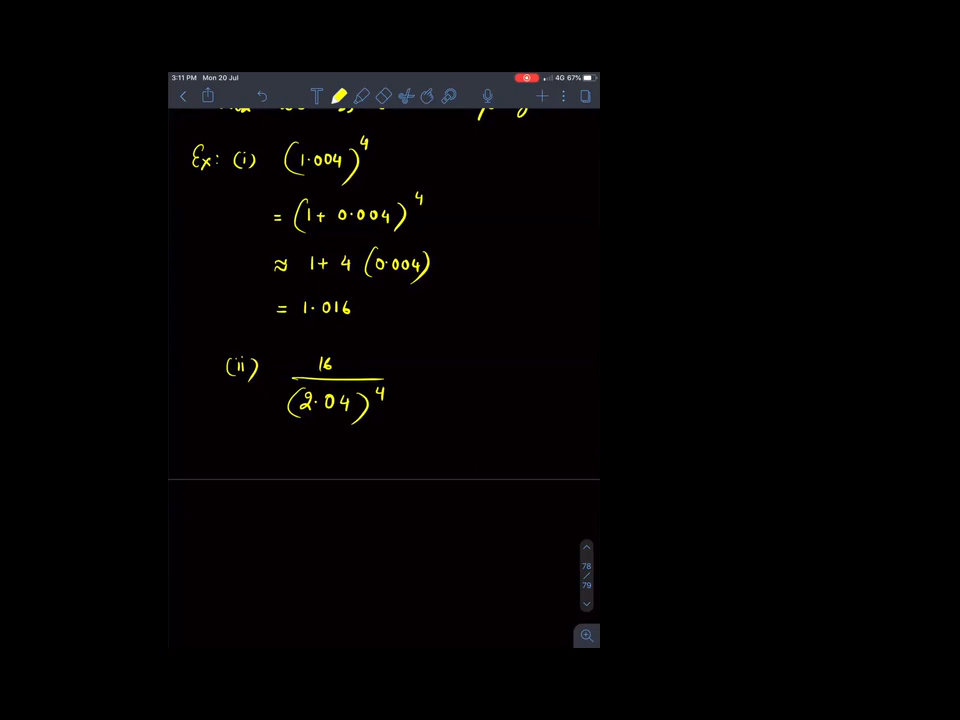 3:11 PM Mon 20 Jul 4G 67%
Ex: (i) (1.004)^4
= (1+ 0.004)^4
≈ 1+ 4 (0.004)
= 1.016
(ii) 16
(2.04)^4
78
/
79